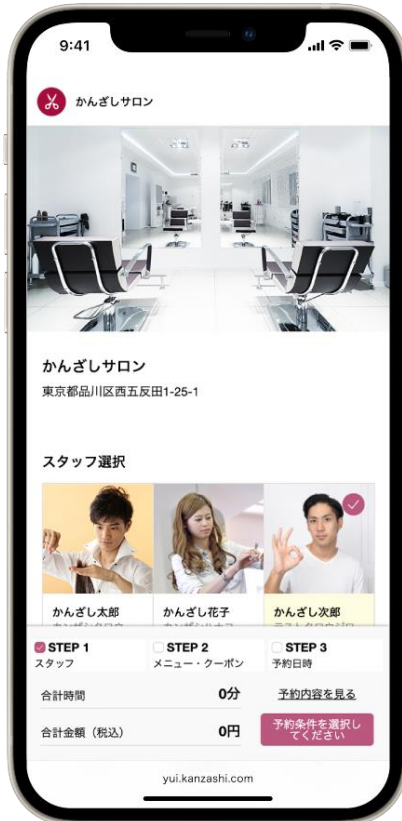 9:41
かんざしサロン
かんざしサロン
東京都品川区西五反田1-25-1
スタッフ選択
かんざし太郎
かんざし花子
かんざし次郎
STEP 1
スタッフ
STEP 2
メニュー・クーポン
STEP 3
予約日時
合計時間
0分
予約内容を見る
合計金額（税込）
0円
予約条件を選択し
てください
yui.kanzashi.com